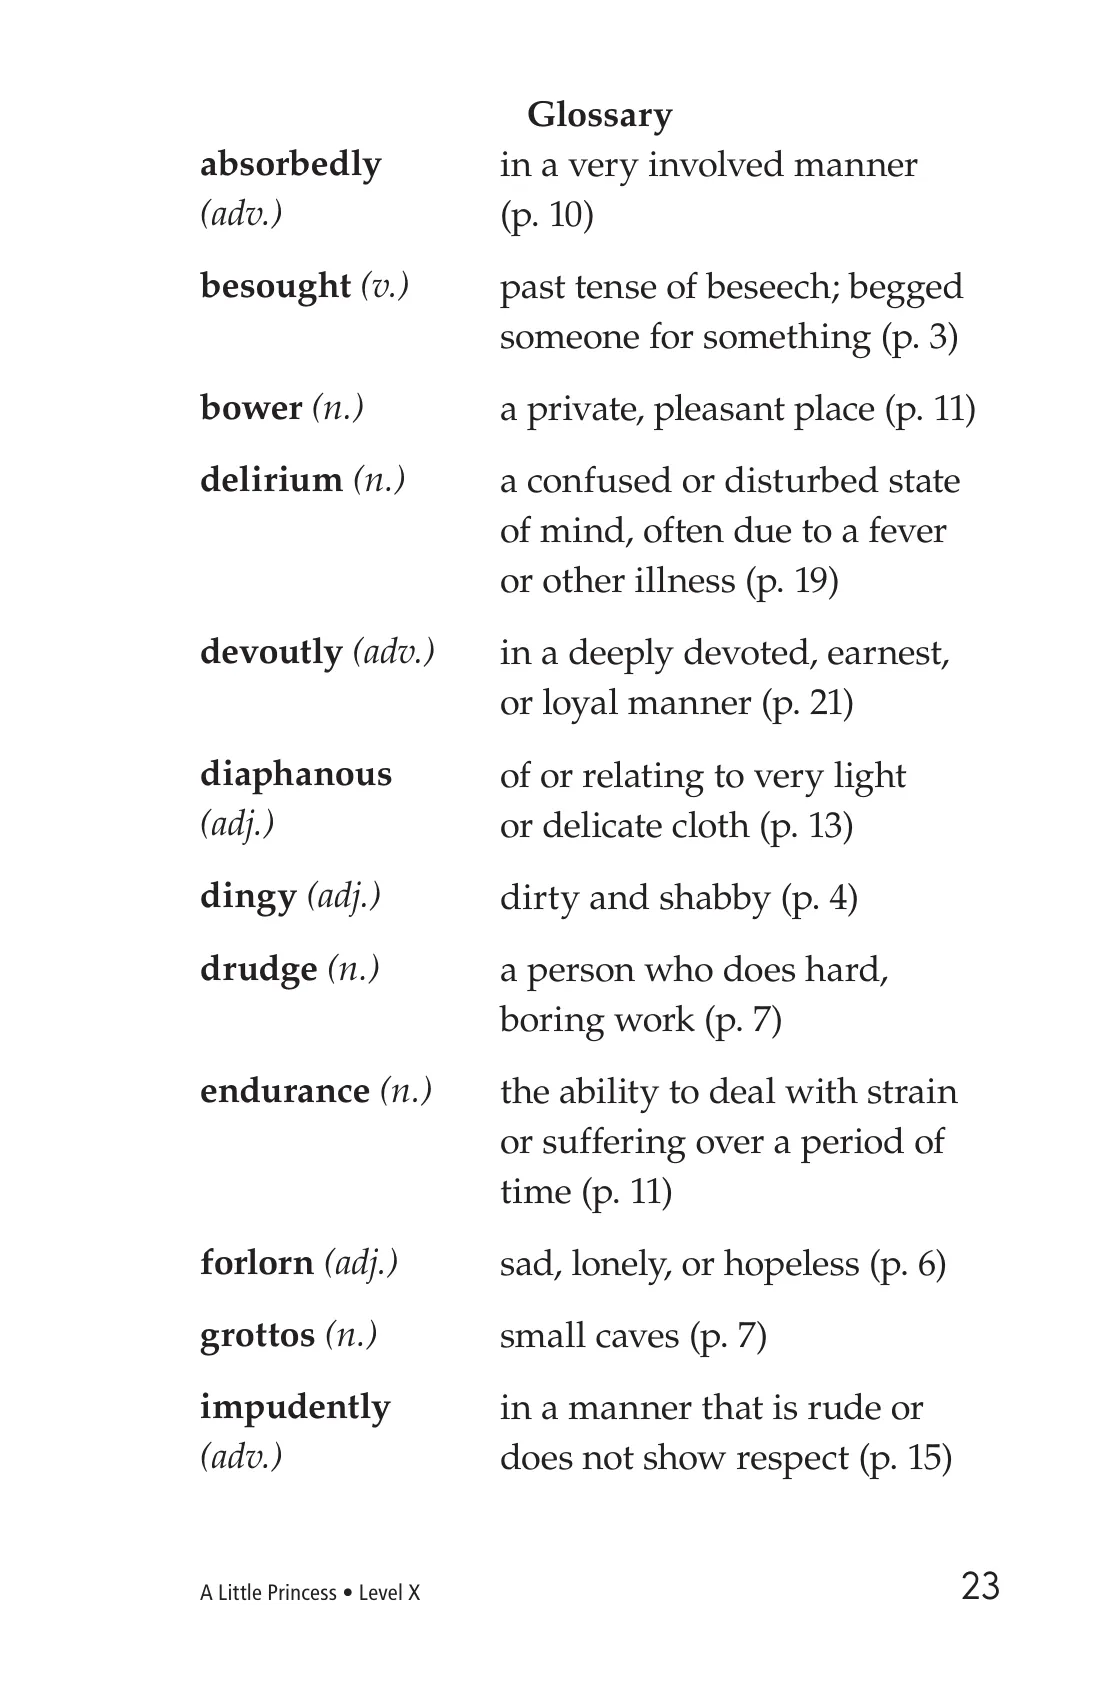 Glossary
absorbedly in a very involved manner
(adv.) (p. 10)
besought (v.) past tense of beseech; begged
someone for something (p. 3)
bower (n.) a private, pleasant place (p. 11)
delirium (n.) a confused or disturbed state
of mind, often due to a fever
or other illness (p. 19)
devoutly (adv.) in a deeply devoted, earnest,
or loyal manner (p. 21)
diaphanous of or relating to very light
(adj.) or delicate cloth (p. 13)
dingy (adj.) dirty and shabby (p. 4)
drudge (n.) a person who does hard,
boring work (p. 7)
endurance (n.) the ability to deal with strain
or suffering over a period of
time (p. 11)
forlorn (adj.) sad, lonely, or hopeless (p. 6)
grottos (n.) small caves (p. 7)
impudently in a manner that is rude or
(adv.) does not show respect (p. 15)
A Little Princess • Level X 23